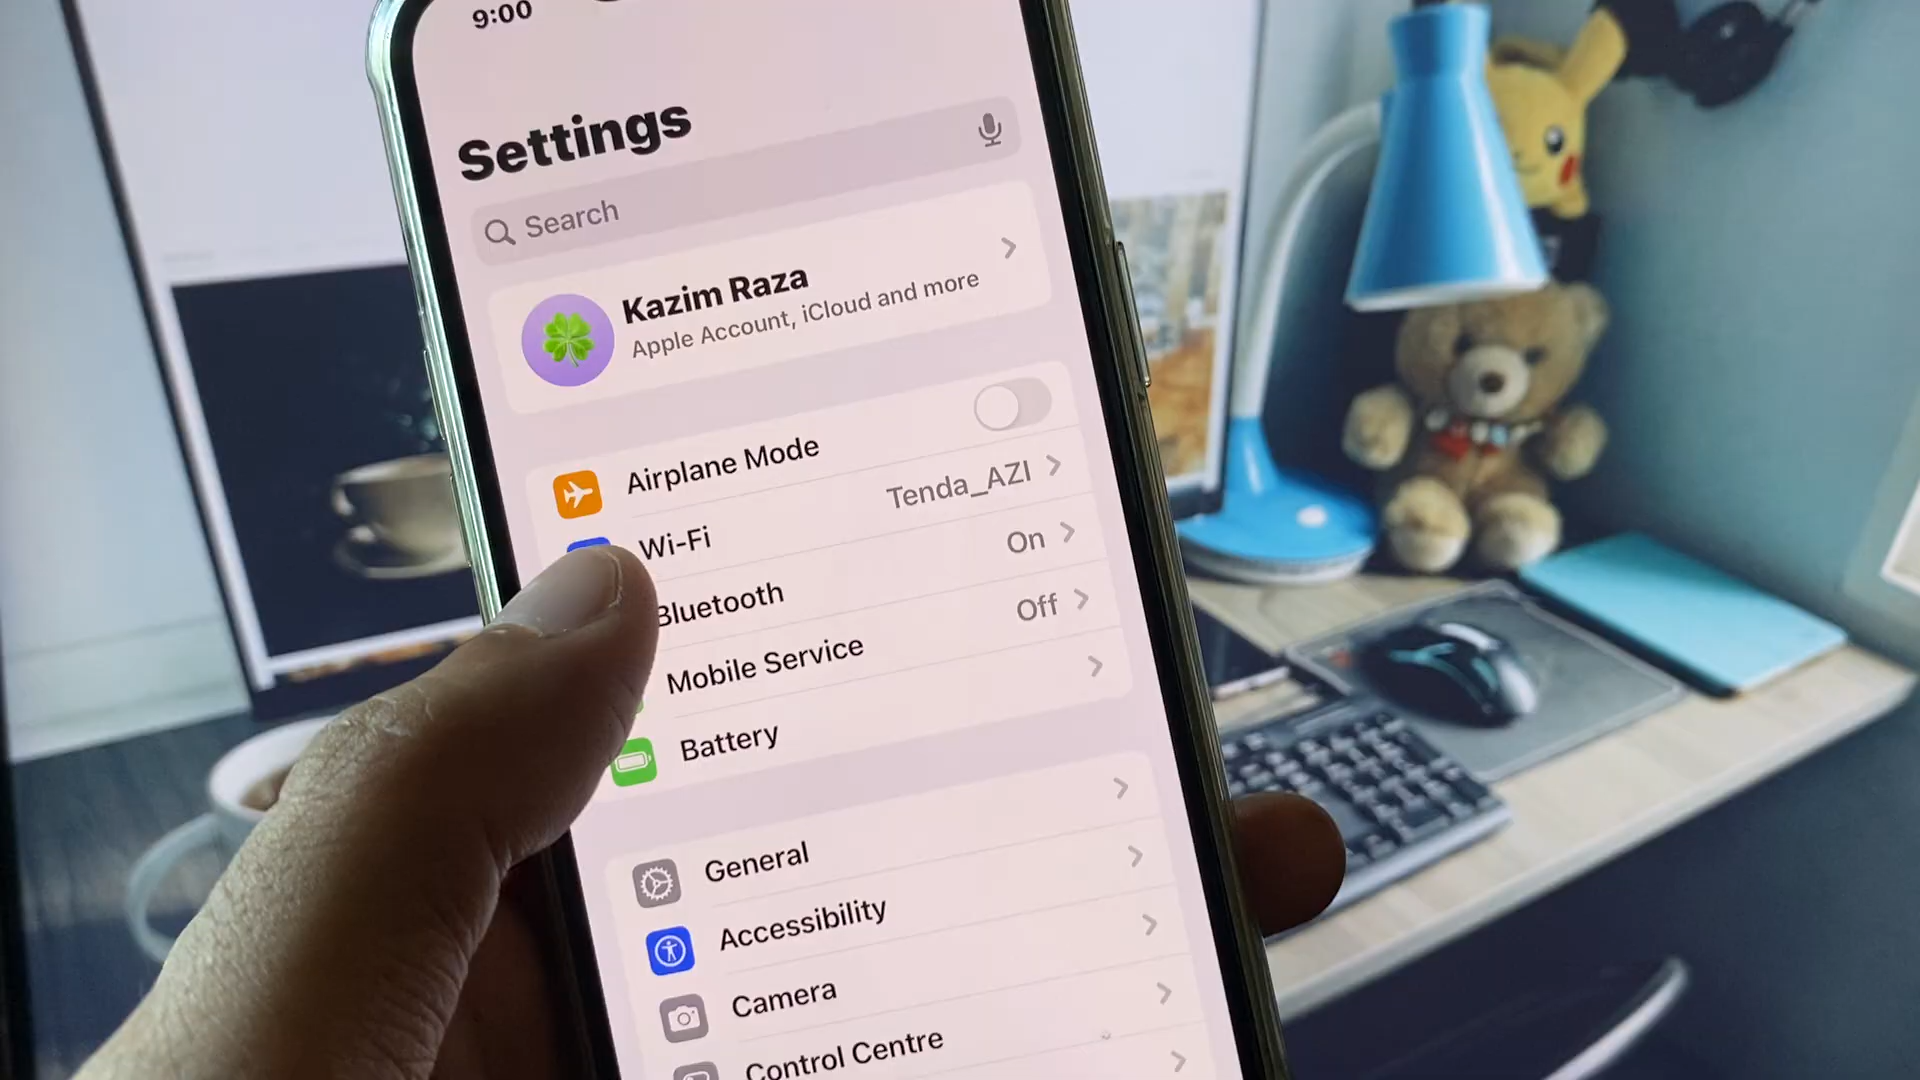 9:00
Settings
Search
Kazim Raza
Apple Account, iCloud and more
Airplane Mode
Wi-Fi Tenda_AZI
Bluetooth On
Mobile Service Off
Battery
General
Accessibility
Camera
Control Centre